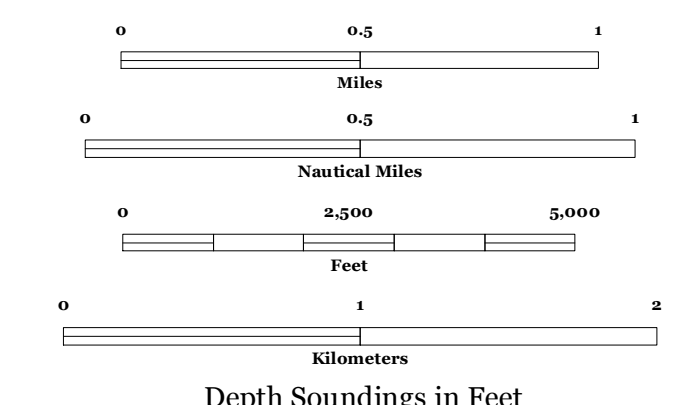 0 0.5 1
Miles
0 0.5 1
Nautical Miles
0 2,500 5,000
Feet
0 1 2
Kilometers
Depth Soundings in Feet